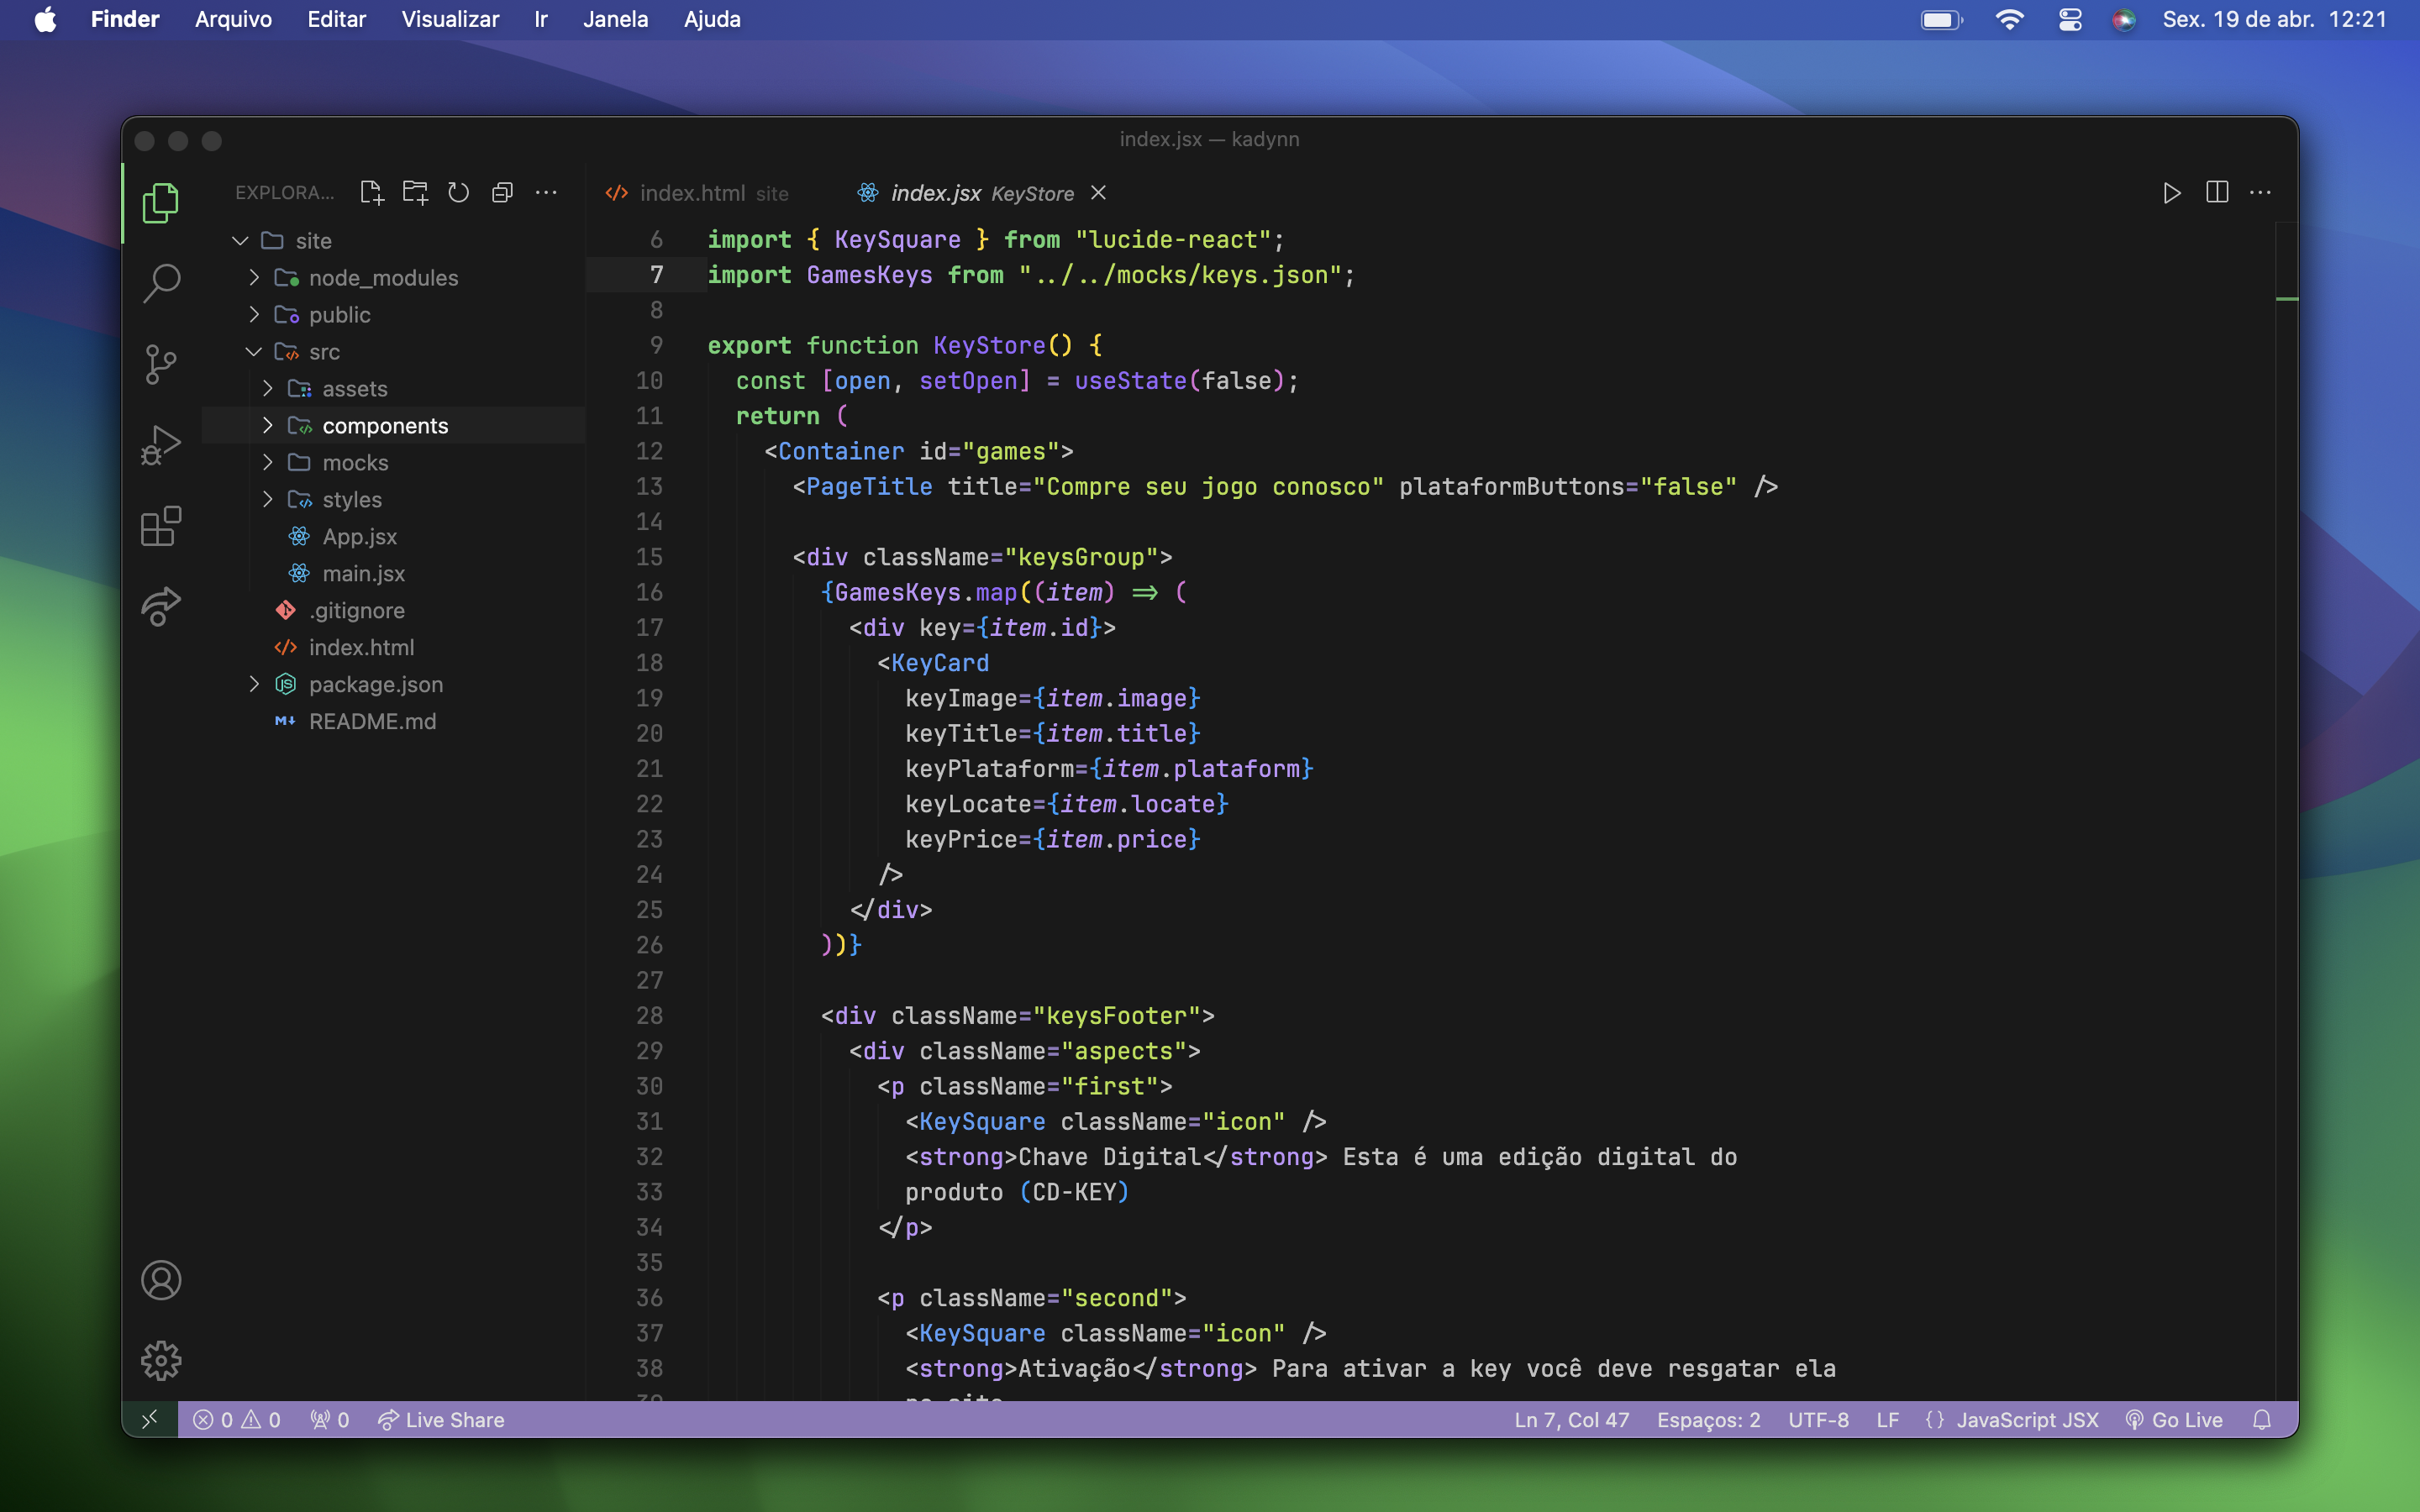 Finder Arquivo Editar Visualizar Ir Janela Ajuda Sex. 19 de abr. 12:21
index.jsx — kadynn
EXPLORA...
site
node_modules
public
src
assets
components
mocks
styles
App.jsx
main.jsx
.gitignore
index.html
package.json
README.md
index.html site index.jsx KeyStore
6 import { KeySquare } from "lucide-react";
7 import GamesKeys from "../../mocks/keys.json";
8
9 export function KeyStore() {
10 const [open, setOpen] = useState(false);
11 return (
12 <Container id="games">
13 <PageTitle title="Compre seu jogo conosco" plataformButtons="false" />
14
15 <div className="keysGroup">
16 {GamesKeys.map((item) => (
17 <div key={item.id}>
18 <KeyCard
19 keyImage={item.image}
20 keyTitle={item.title}
21 keyPlataform={item.plataform}
22 keyLocate={item.locate}
23 keyPrice={item.price}
24 />
25 </div>
26 ))}
27
28 <div className="keysFooter">
29 <div className="aspects">
30 <p className="first">
31 <KeySquare className="icon" />
32 <strong>Chave Digital</strong> Esta é uma edição digital do
33 produto (CD-KEY)
34 </p>
35
36 <p className="second">
37 <KeySquare className="icon" />
38 <strong>Ativação</strong> Para ativar a key você deve resgatar ela
0 0 0 Live Share Ln 7, Col 47 Espaços: 2 UTF-8 LF {} JavaScript JSX Go Live